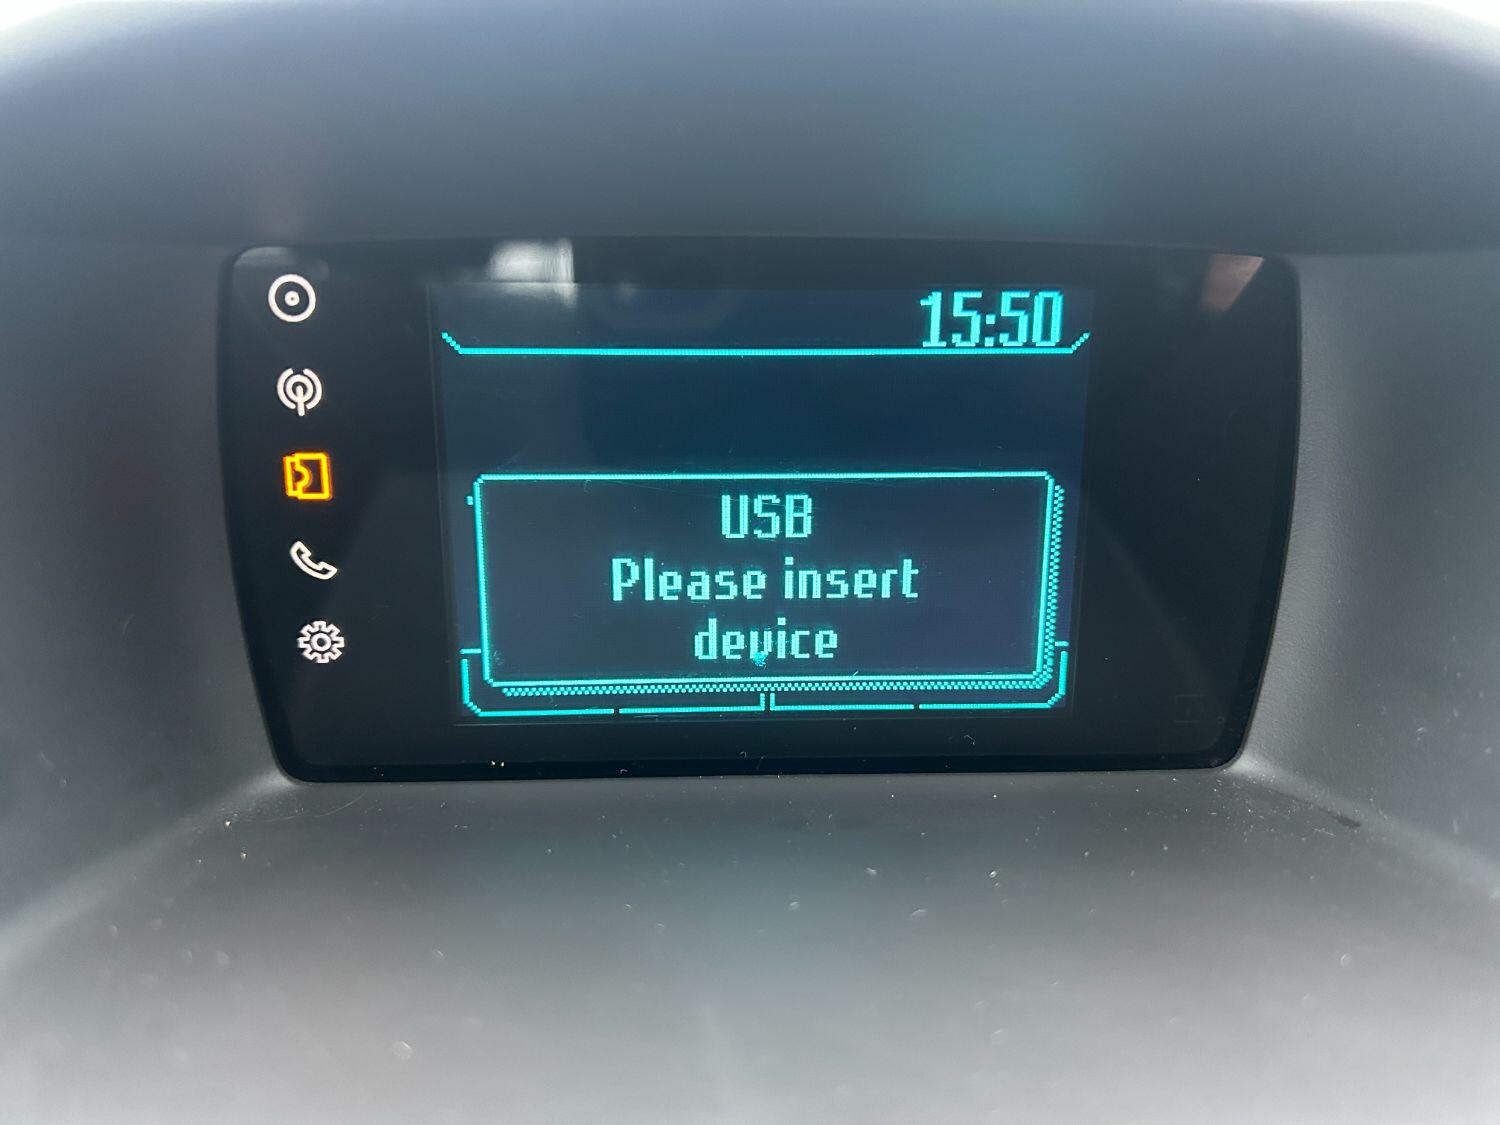 15:50
USB
Please insert
device